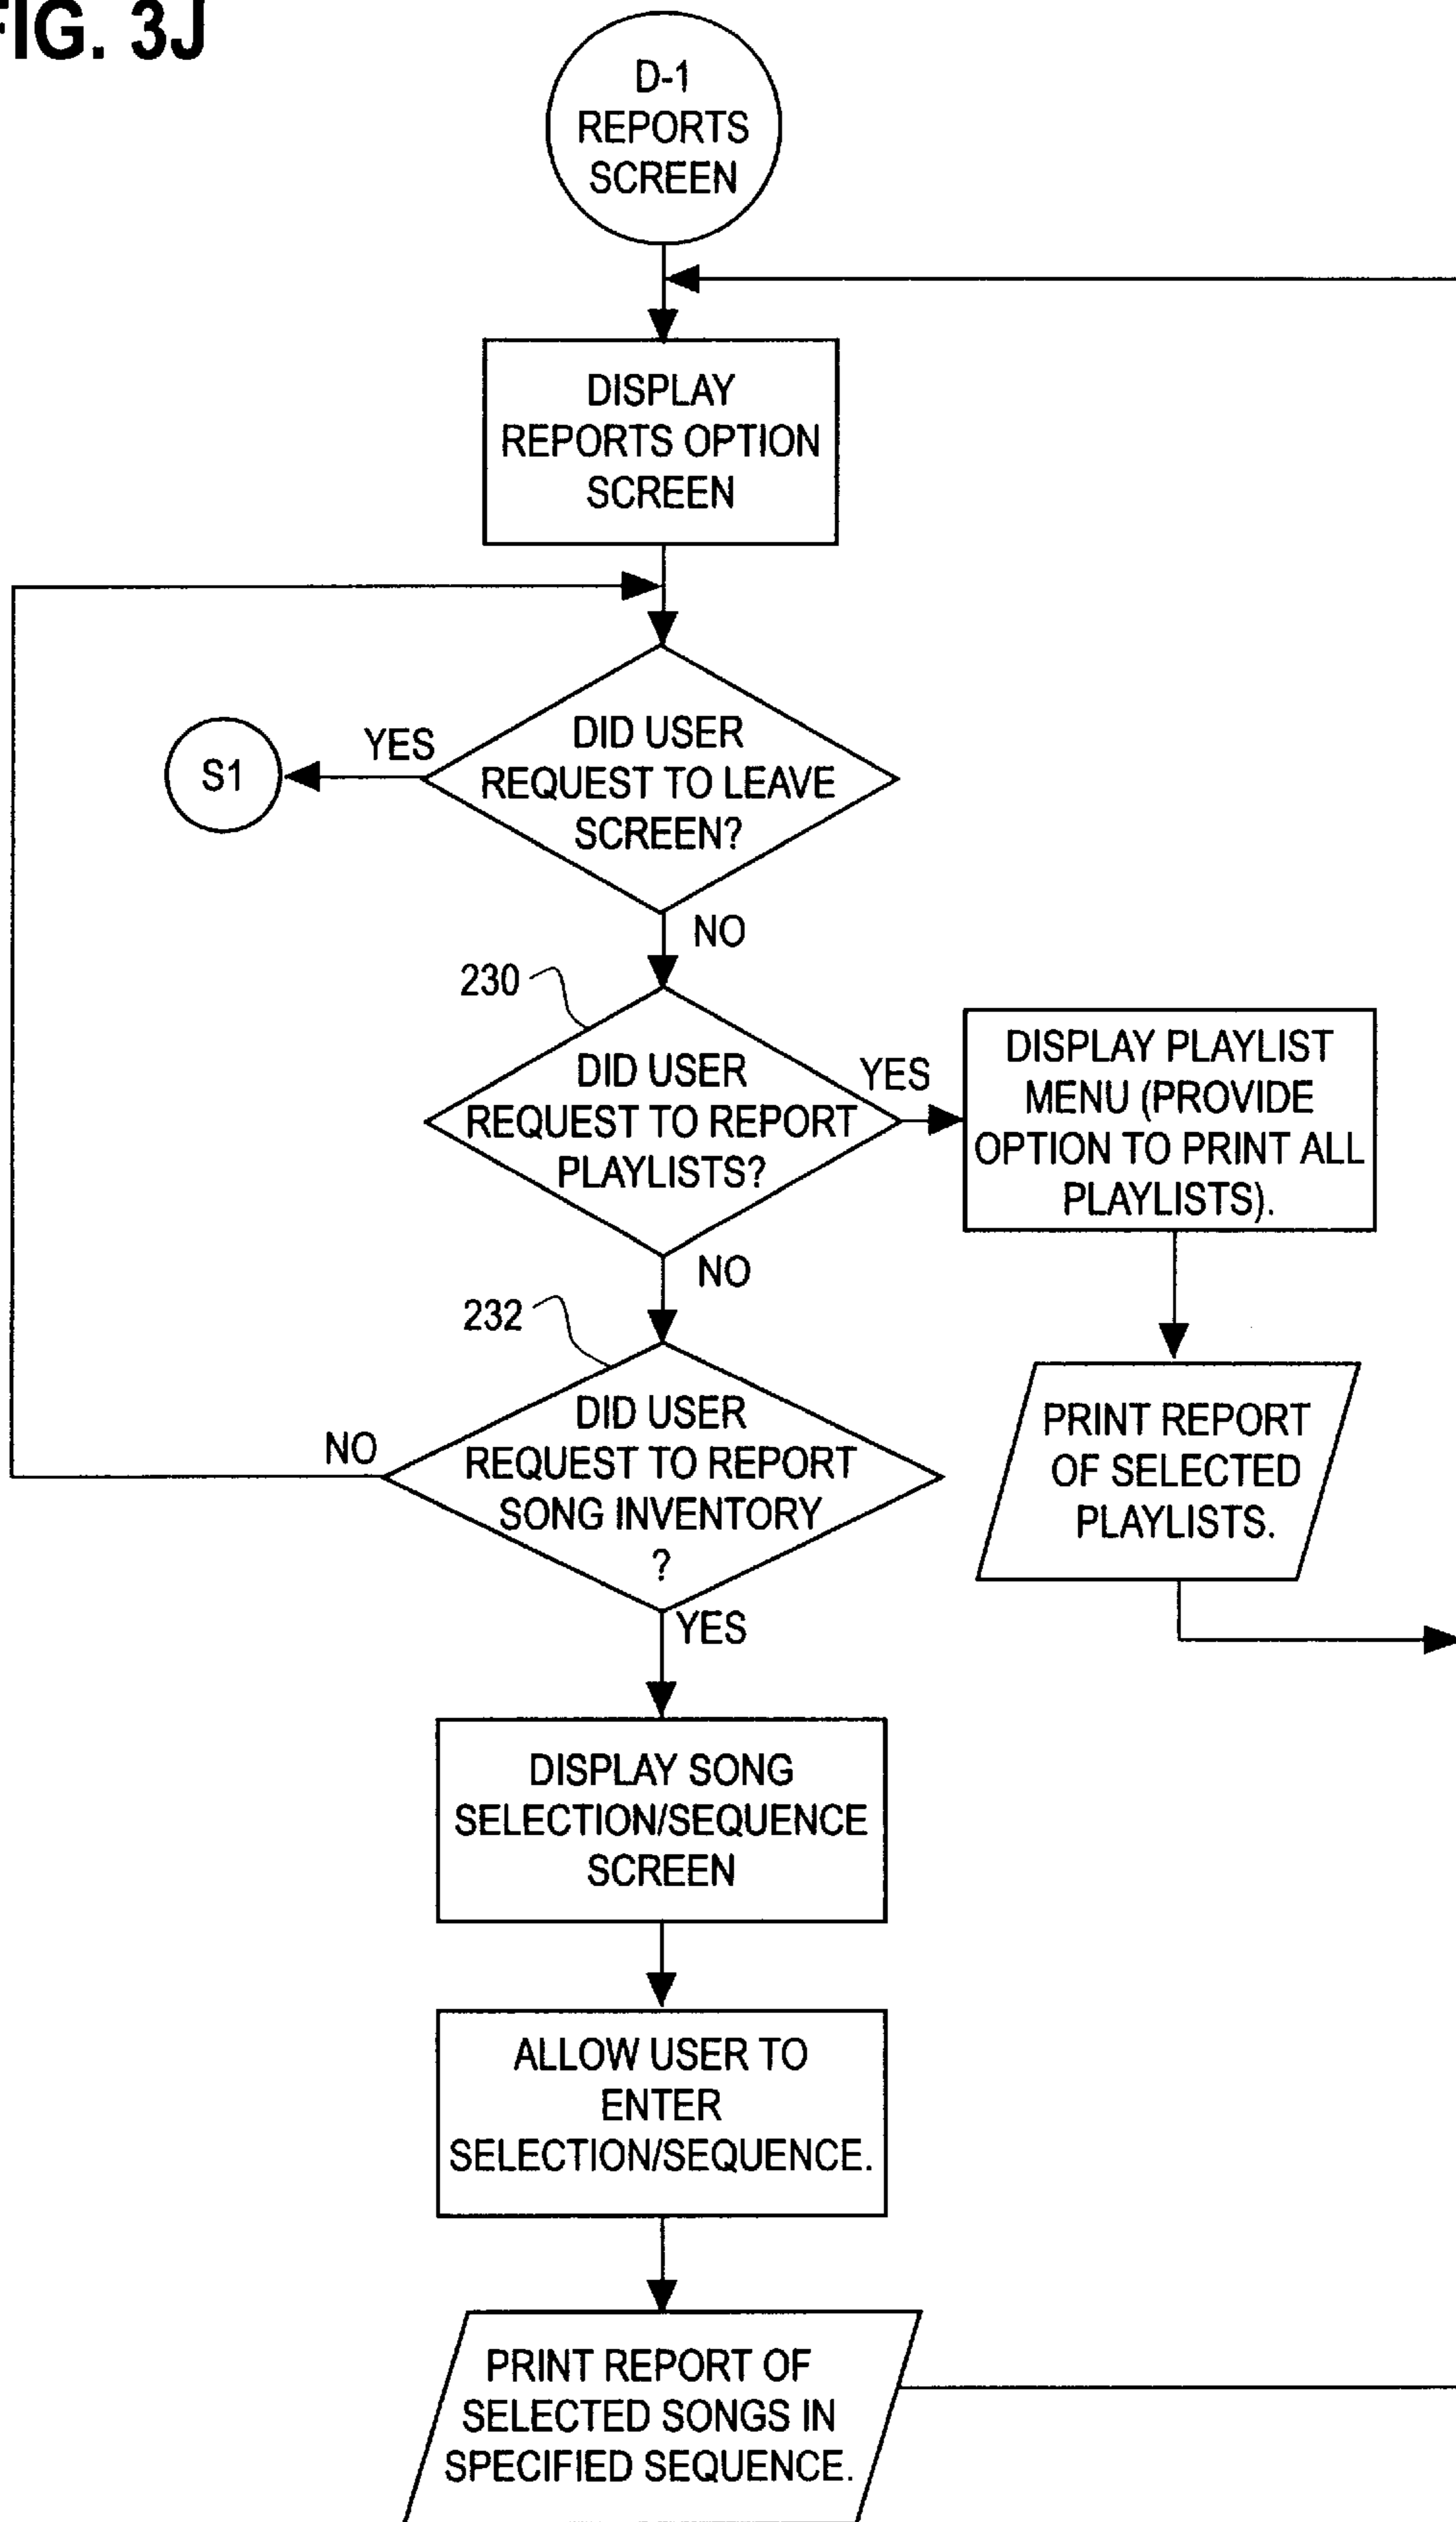 FIG. 3J
D-1
REPORTS
SCREEN
DISPLAY
REPORTS OPTION
SCREEN
DID USER
REQUEST TO LEAVE
SCREEN?
YES
S1
NO
230
DID USER
REQUEST TO REPORT
PLAYLISTS?
YES
DISPLAY PLAYLIST
MENU (PROVIDE
OPTION TO PRINT ALL
PLAYLISTS).
NO
PRINT REPORT
OF SELECTED
PLAYLISTS.
232
DID USER
REQUEST TO REPORT
SONG INVENTORY
?
NO
YES
DISPLAY SONG
SELECTION/SEQUENCE
SCREEN
ALLOW USER TO
ENTER
SELECTION/SEQUENCE.
PRINT REPORT OF
SELECTED SONGS IN
SPECIFIED SEQUENCE.